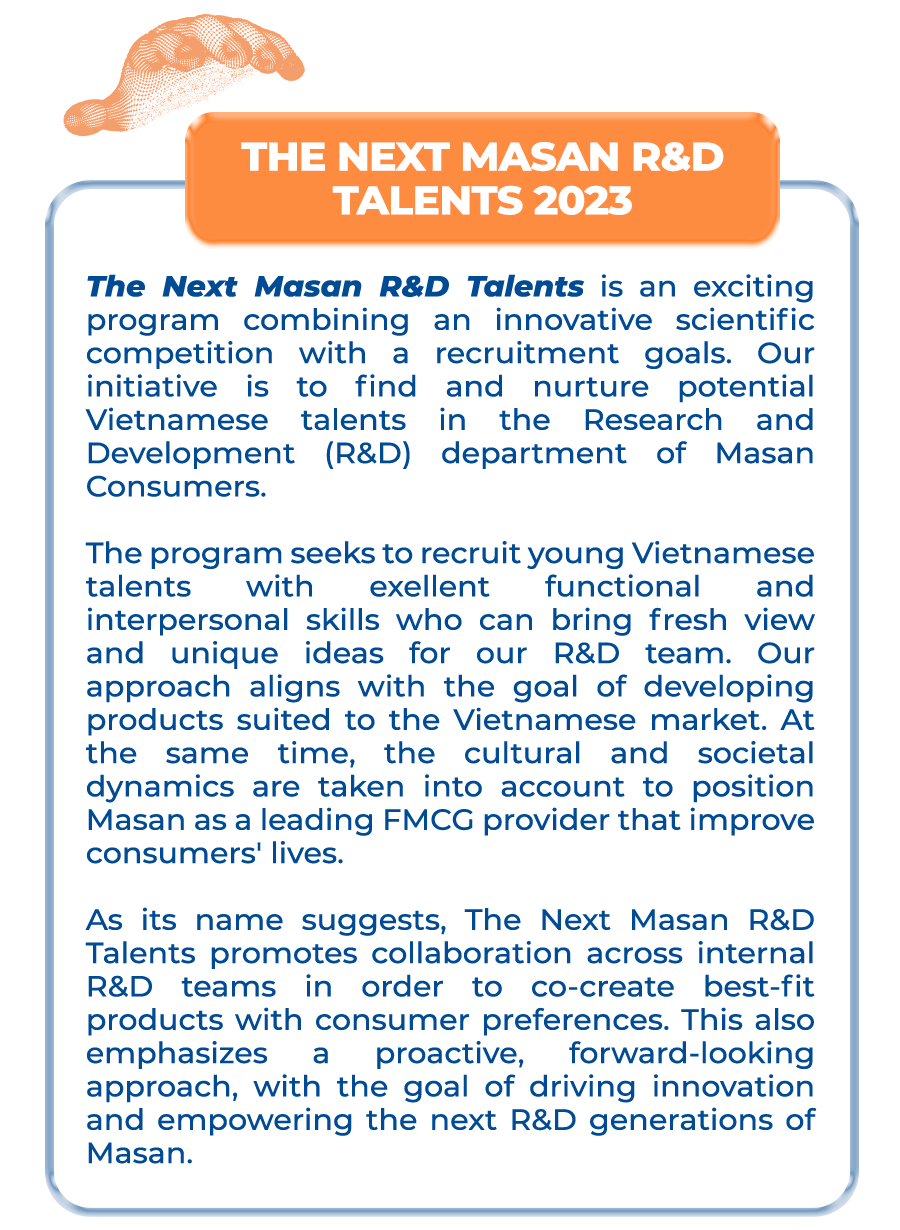 THE NEXT MASAN R&D
TALENTS 2023
The Next Masan R&D Talents is an exciting
program combining an innovative scientific
competition with a recruitment goals. Our
initiative is to find and nurture potential
Vietnamese talents in the Research and
Development (R&D) department of Masan
Consumers.
The program seeks to recruit young Vietnamese
talents with exellent functional and
interpersonal skills who can bring fresh view
and unique ideas for our R&D team. Our
approach aligns with the goal of developing
products suited to the Vietnamese market. At
the same time, the cultural and societal
dynamics are taken into account to position
Masan as a leading FMCG provider that improve
consumers' lives.
As its name suggests, The Next Masan R&D
Talents promotes collaboration across internal
R&D teams in order to co-create best-fit
products with consumer preferences. This also
emphasizes a proactive, forward-looking
approach, with the goal of driving innovation
and empowering the next R&D generations of
Masan.